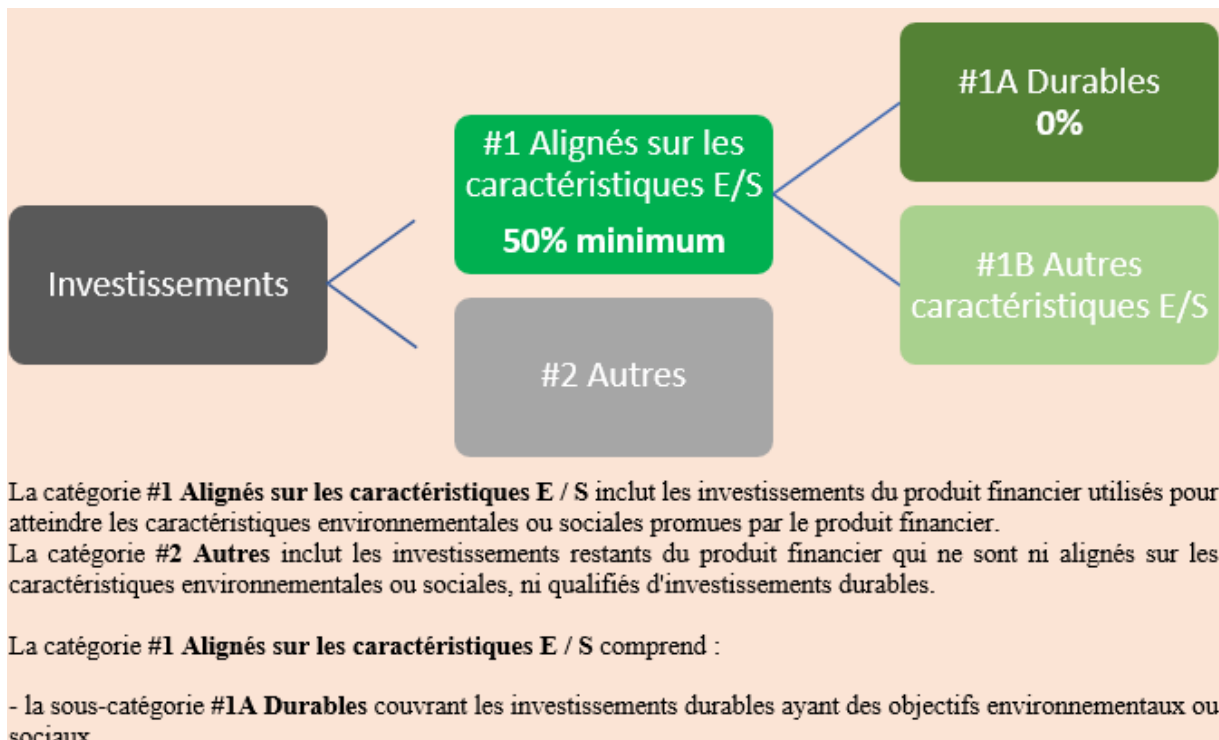 #1A Durables
0%
#1 Alignés sur les
caractéristiques E/S
50% minimum
Investissements
#1B Autres
caractéristiques E/S
#2 Autres
La catégorie #1 Alignés sur les caractéristiques E / S inclut les investissements du produit financier utilisés pour
atteindre les caractéristiques environnementales ou sociales promues par le produit financier.
La catégorie #2 Autres inclut les investissements restants du produit financier qui ne sont ni alignés sur les
caractéristiques environnementales ou sociales, ni qualifiés d'investissements durables.
La catégorie #1 Alignés sur les caractéristiques E / S comprend :
- la sous-catégorie #1A Durables couvrant les investissements durables ayant des objectifs environnementaux ou
sociaux